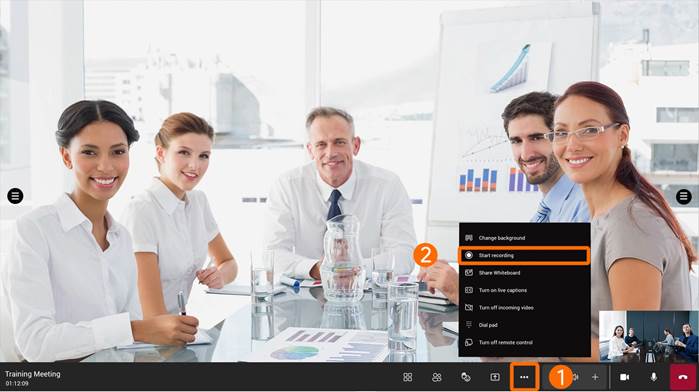 2
Change background
Start recording
Share Whiteboard
Turn on live captions
Turn off incoming video
Dial pad
Turn off remote control
Training Meeting
01:12:09
1